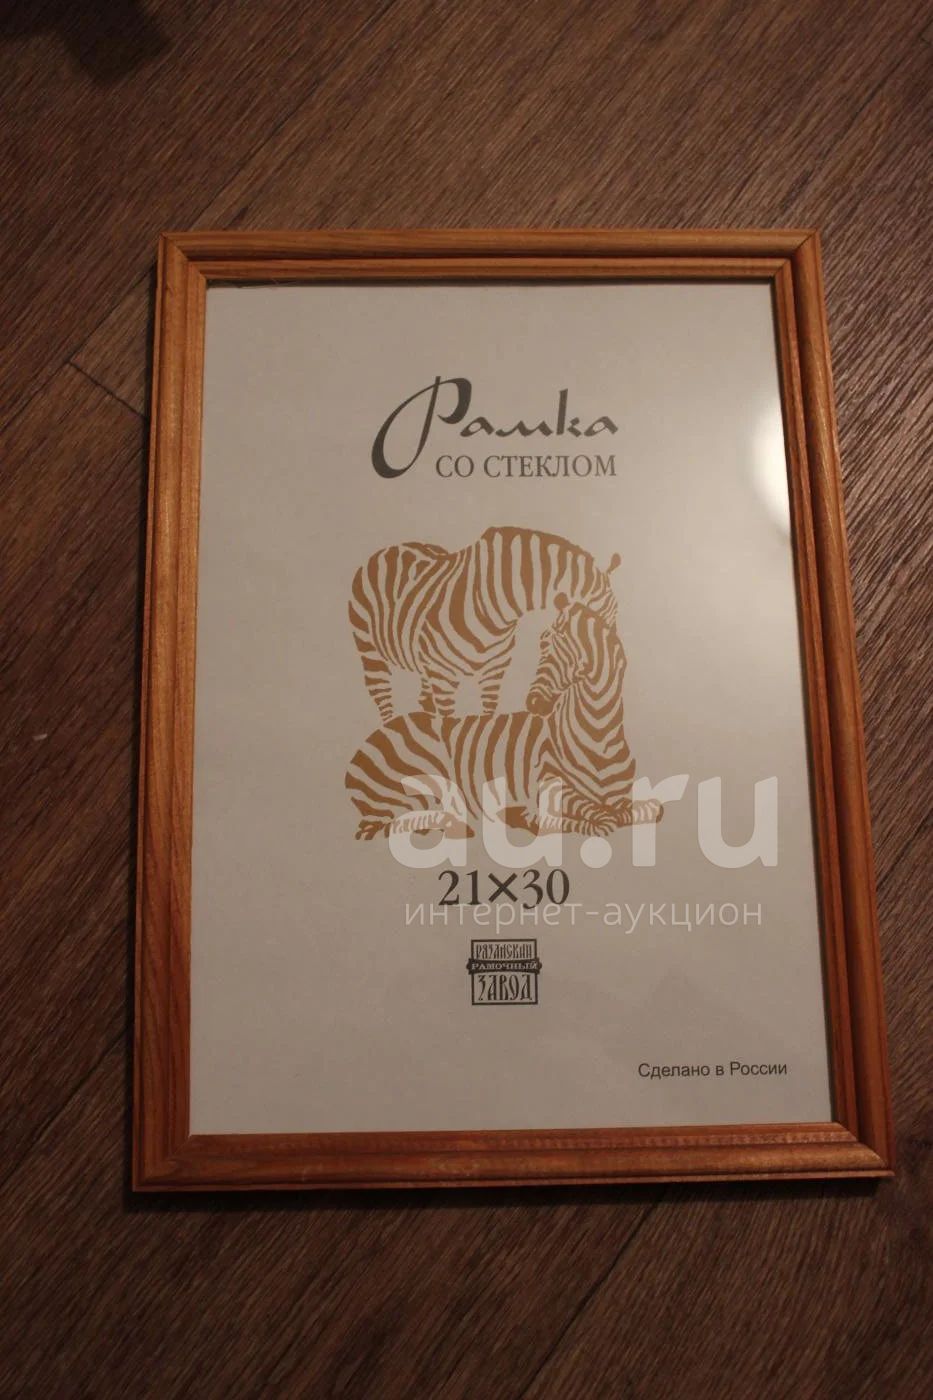 Рамка
СО СТЕКЛОМ
au.ru
21×30
интернет-аукцион
РЯЗАНСКИЙ
РАМОЧНЫЙ
ЗАВОД
Сделано в России